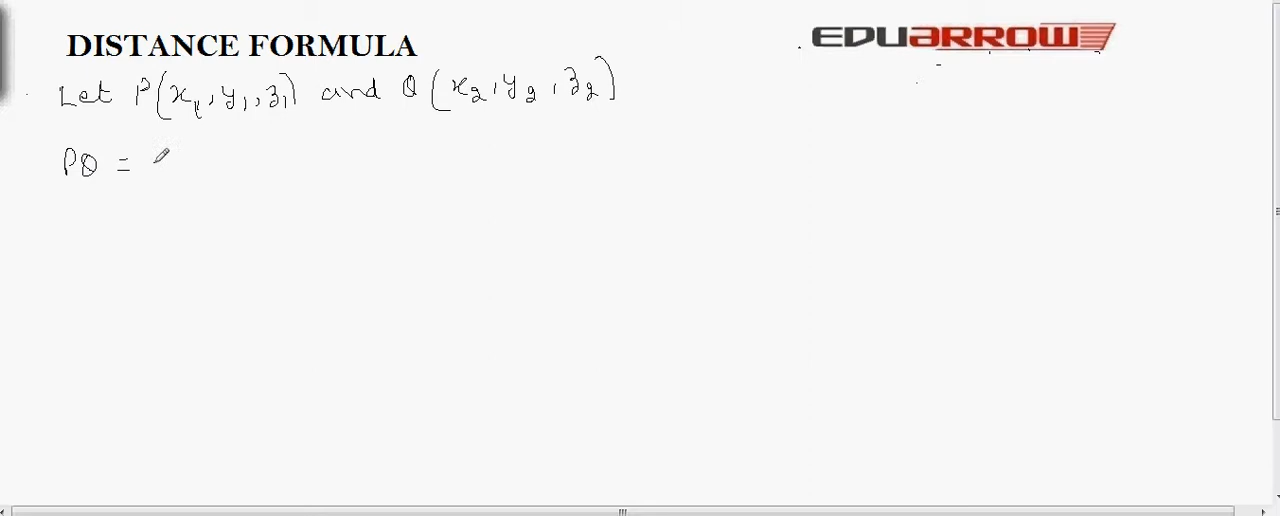 DISTANCE FORMULA
EDUARROW
Let P(x₁, y₁, z₁) and Q(x₂, y₂, z₂)
PQ =